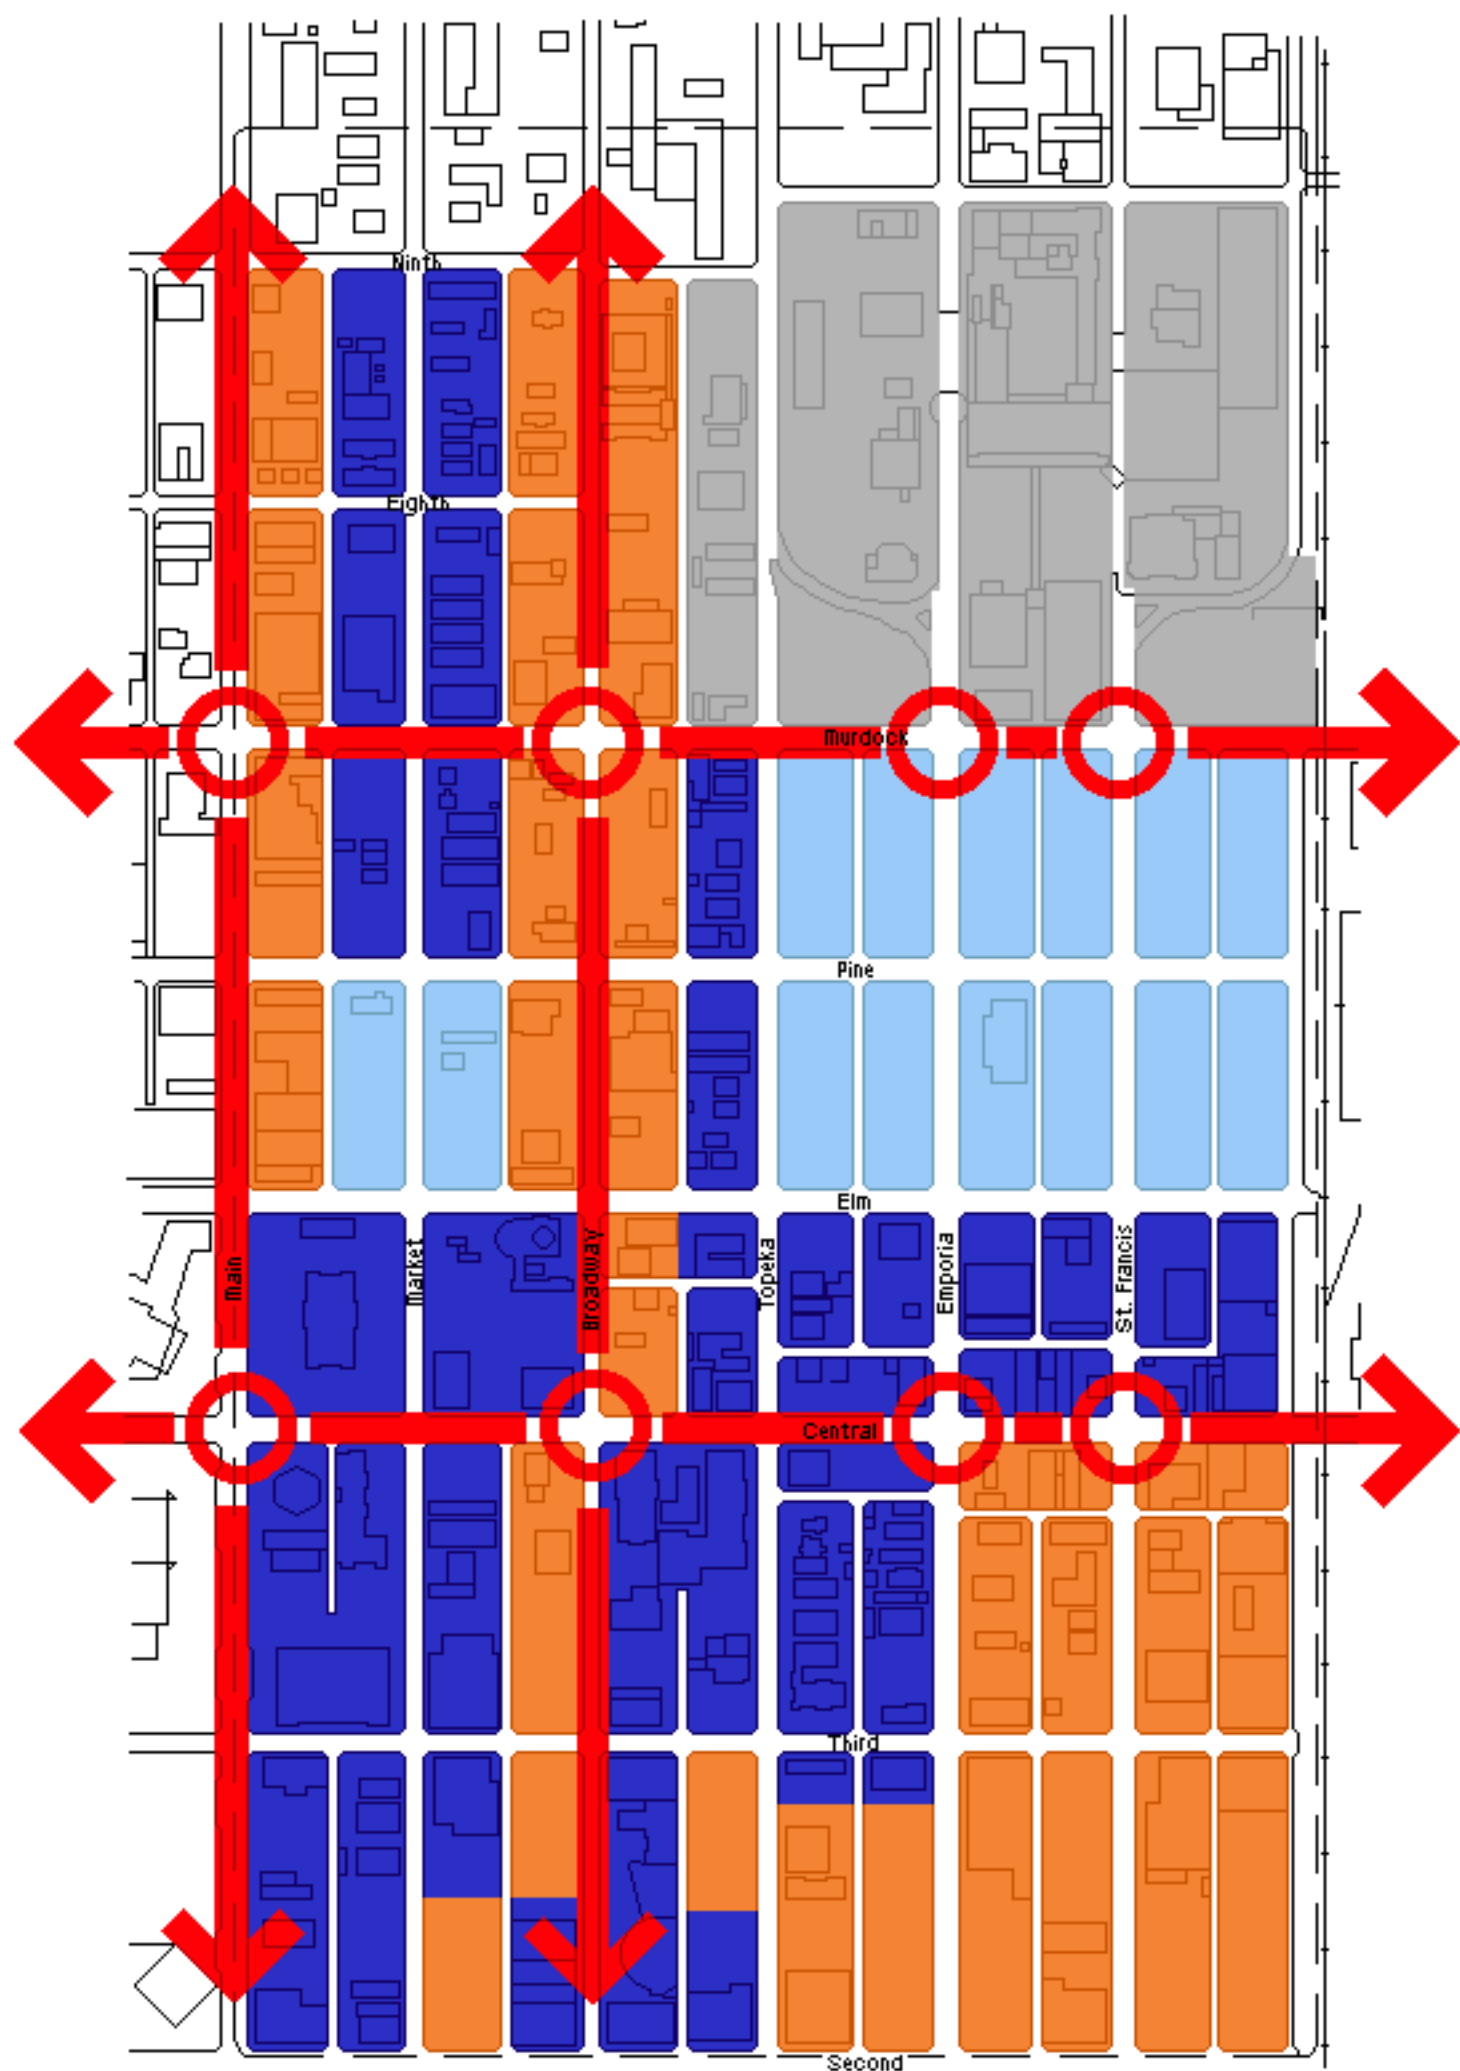 Ninth
Eighth
Murdock
Pine
Elm
Main
Market
Broadway
Topeka
Emporia
St. Francis
Central
Third
Second